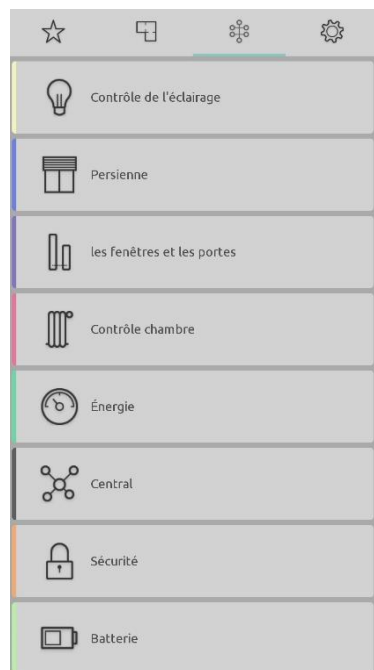 Contrôle de l'éclairage
Persienne
les fenêtres et les portes
Contrôle chambre
Énergie
Central
Sécurité
Batterie